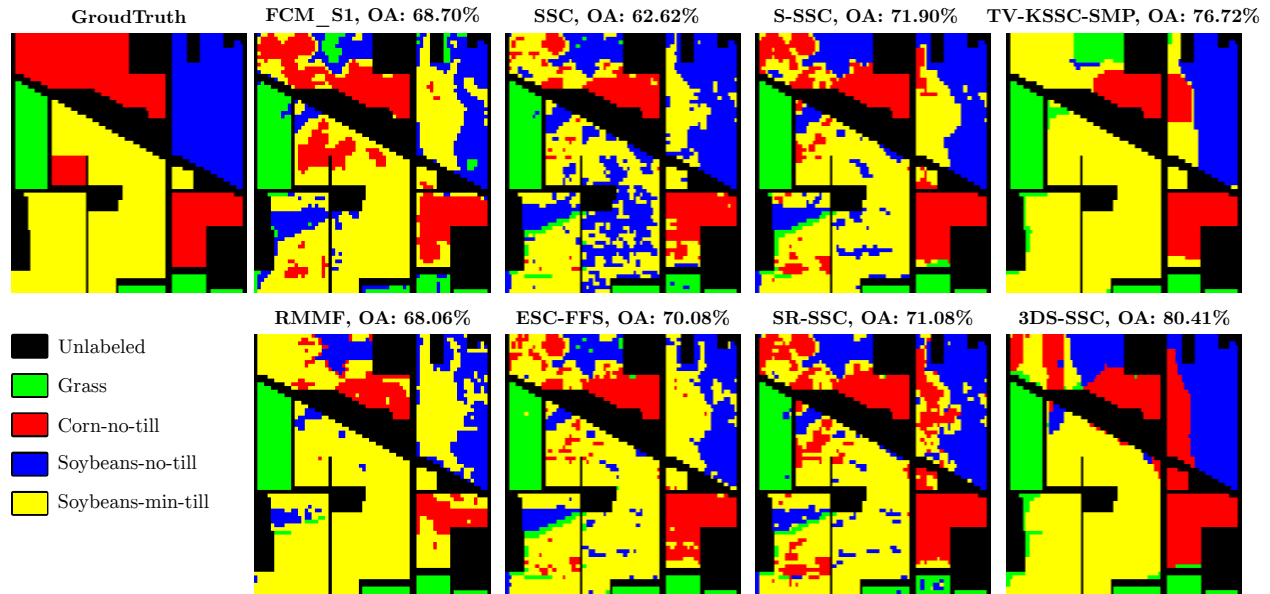 GroudTruth
FCM_S1, OA: 68.70%
SSC, OA: 62.62%
S-SSC, OA: 71.90%
TV-KSSC-SMP, OA: 76.72%
RMMF, OA: 68.06%
ESC-FFS, OA: 70.08%
SR-SSC, OA: 71.08%
3DS-SSC, OA: 80.41%
Unlabeled
Grass
Corn-no-till
Soybeans-no-till
Soybeans-min-till